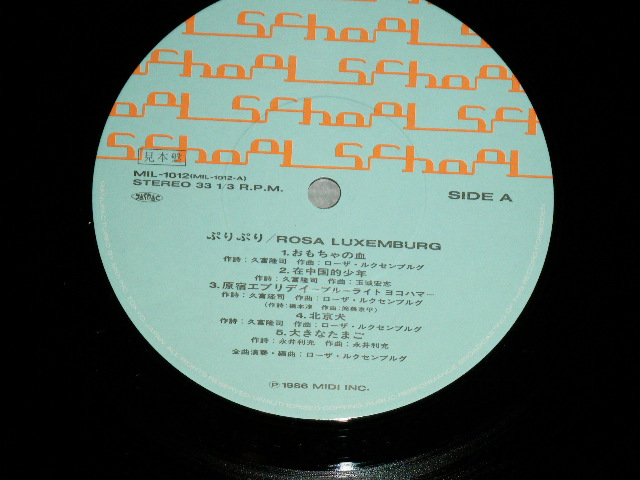 School School
School School School
School School School
School School School
見本盤
MIL-1012(MIL-1012-A)
STEREO 33 1/3 R.P.M.
SIDE A
ぷりぷり/ROSA LUXEMBURG
1.おもちゃの血
作詩:久富隆司 作曲:ローザ・ルクセンブルグ
2.在中国的少年
作詩:久富隆司 作曲:玉城宏志
3.原宿エブリデイ~ブルーライトヨコハマ~
作詩:久富隆司 作曲:ローザ・ルクセンブルグ
(作詩:橋本淳 作曲:筒美京平)
4.北京犬
作詩:久富隆司 作曲:ローザ・ルクセンブルグ
5.大きなたまご
作詩:永井利充 作曲:永井利充
全曲演奏・編曲:ローザ・ルクセンブルグ
Ⓟ 1986 MIDI INC.